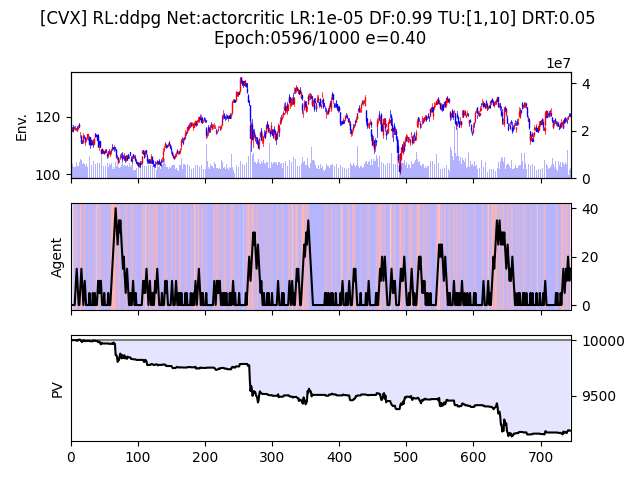 [CVX] RL:ddpg Net:actorcritic LR:1e-05 DF:0.99 TU:[1,10] DRT:0.05
Epoch:0596/1000 e=0.40
1e7
Env.
120
100
4
2
0
Agent
40
20
0
PV
10000
9500
0 100 200 300 400 500 600 700